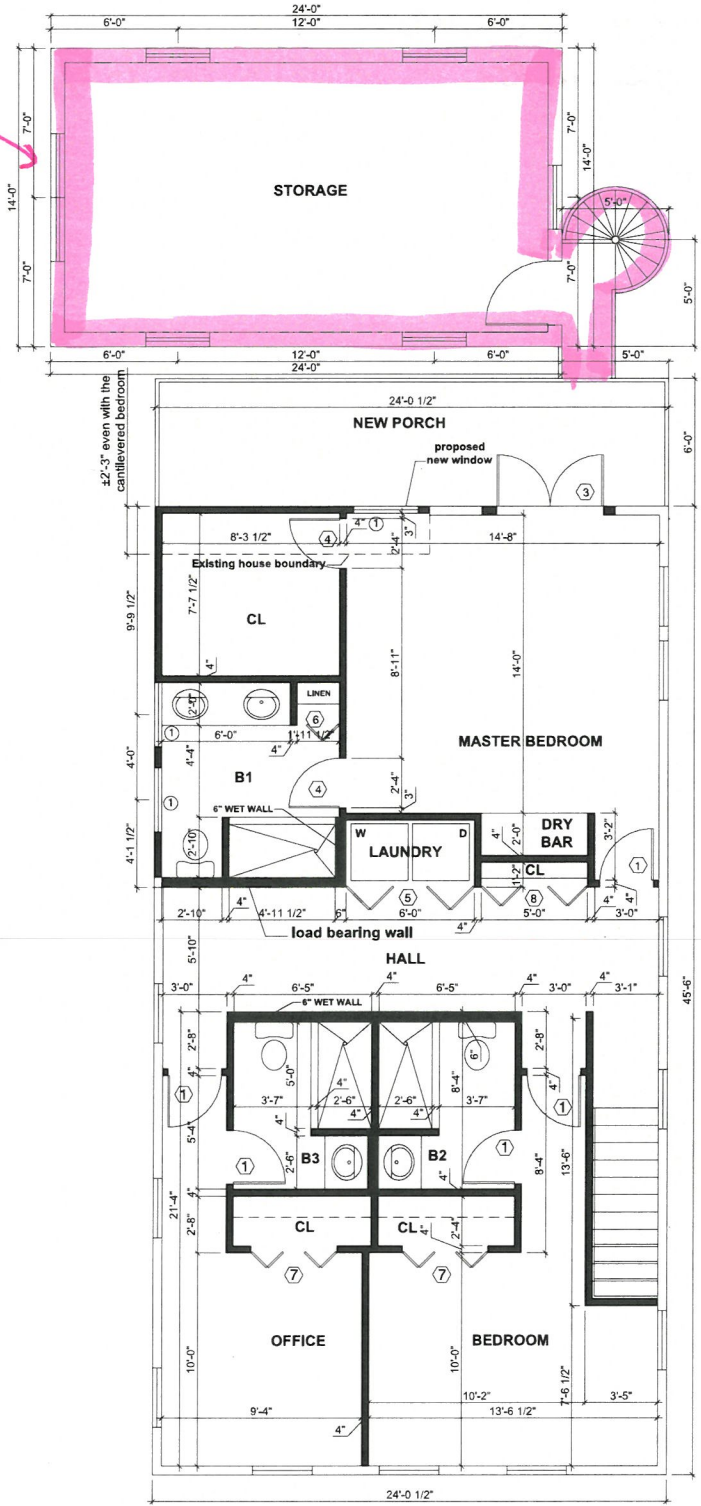 24'-0"
6'-0" 12'-0" 6'-0"
7'-0" 7'-0"
14'-0" 14'-0"
STORAGE
5'-0"
7'-0" 7'-0" 5'-0"
6'-0" 12'-0" 6'-0" 5'-0"
24'-0"
±2'-3" even with the
cantilevered bedroom
24'-0 1/2"
NEW PORCH
6'-0"
proposed
new window
3
8'-3 1/2" 4 4" 1 3" 14'-8"
2'-4"
Existing house boundary
9'-9 1/2" 7'-7 1/2"
CL
8'-11" 14'-0"
4"
2'-0" LINEN
6
1 6'-0" 4" 1'-11 1/2"
MASTER BEDROOM
4'-0" 4'-4"
B1 4 2'-4"
3"
1 6" WET WALL
4'-1 1/2" 2'-10"
W D
LAUNDRY
4" 2'-0" DRY
BAR
3'-2"
1
CL
1'-2"
5 8 4"
2'-10" 4" 4'-11 1/2" 6" 6'-0" 4" 5'-0" 4" 3'-0"
load bearing wall
5'-10"
HALL
45'-6"
3'-0" 4" 6'-5" 4" 6'-5" 4" 3'-0" 4" 3'-1"
6" WET WALL
2'-8" 6" 2'-8"
5'-0" 8'-4"
4" 4" 4"
1 3'-7" 2'-6" 2'-6" 4" 3'-7" 1
5'-4" 4"
1 2'-6" B3 B2 4" 1
8'-4" 13'-6"
21'-4" 4"
2'-8" CL CL 4" 2'-4"
7 7
OFFICE BEDROOM
10'-0" 10'-0" 7'-6 1/2"
10'-2" 3'-5"
9'-4" 4" 13'-6 1/2"
24'-0 1/2"